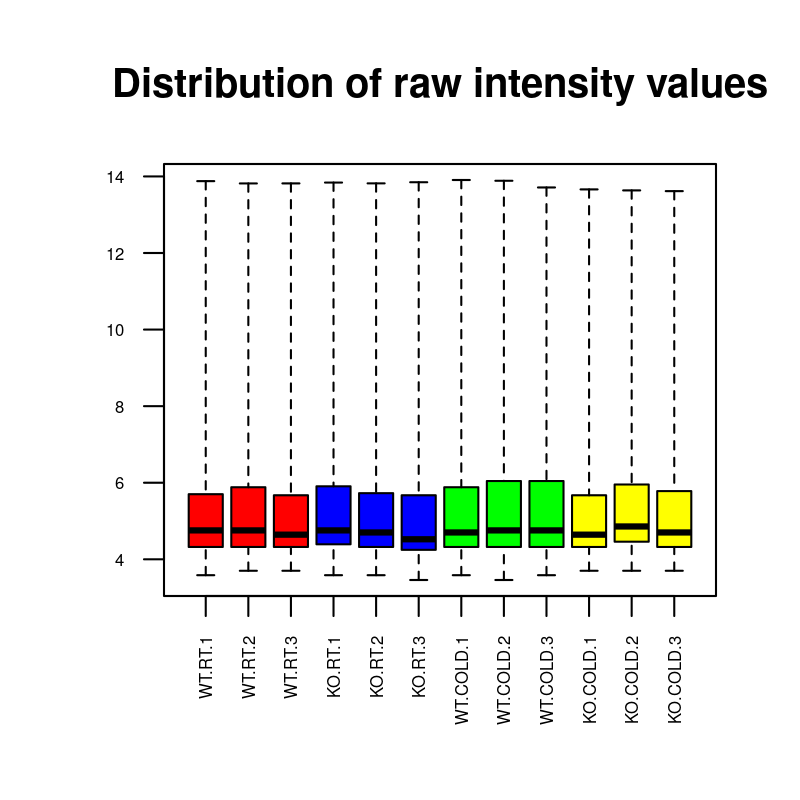 Distribution of raw intensity values
14
12
10
8
6
4
WT.RT.1
WT.RT.2
WT.RT.3
KO.RT.1
KO.RT.2
KO.RT.3
WT.COLD.1
WT.COLD.2
WT.COLD.3
KO.COLD.1
KO.COLD.2
KO.COLD.3